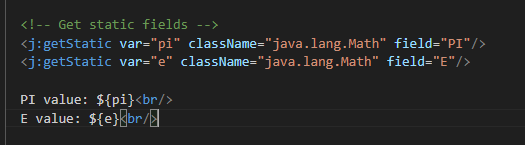 <!-- Get static fields -->
<j:getStatic var="pi" className="java.lang.Math" field="PI"/>
<j:getStatic var="e" className="java.lang.Math" field="E"/>
PI value: ${pi}<br/>
E value: ${e}<br/>